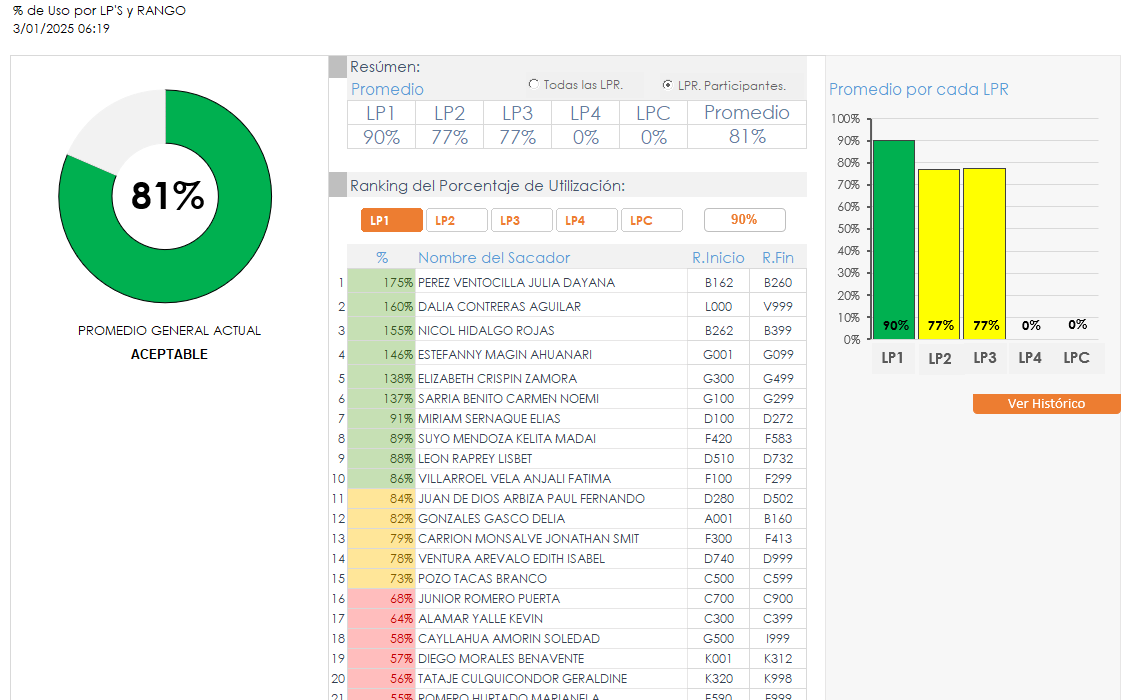 % de Uso por LP'S y RANGO
3/01/2025 06:19
81%
PROMEDIO GENERAL ACTUAL
ACEPTABLE
Resúmen:
Promedio
Todas las LPR.
LPR. Participantes.
LP1 LP2 LP3 LP4 LPC Promedio
90% 77% 77% 0% 0% 81%
Ranking del Porcentaje de Utilización:
LP1 LP2 LP3 LP4 LPC 90%
% Nombre del Sacador R.Inicio R.Fin
1 175% PEREZ VENTOCILLA JULIA DAYANA B162 B260
2 160% DALIA CONTRERAS AGUILAR L000 V999
3 155% NICOL HIDALGO ROJAS B262 B399
4 146% ESTEFANNY MAGIN AHUANARI G001 G099
5 138% ELIZABETH CRISPIN ZAMORA G300 G499
6 137% SARRIA BENITO CARMEN NOEMI G100 G299
7 91% MIRIAM SERNAQUE ELIAS D100 D272
8 89% SUYO MENDOZA KELITA MADAI F420 F583
9 88% LEON RAPREY LISBET D510 D732
10 86% VILLARROEL VELA ANJALI FATIMA F100 F299
11 84% JUAN DE DIOS ARBIZA PAUL FERNANDO D280 D502
12 82% GONZALES GASCO DELIA A001 B160
13 79% CARRION MONSALVE JONATHAN SMIT F300 F413
14 78% VENTURA AREVALO EDITH ISABEL D740 D999
15 73% POZO TACAS BRANCO C500 C599
16 68% JUNIOR ROMERO PUERTA C700 C900
17 64% ALAMAR YALLE KEVIN C300 C399
18 58% CAYLLAHUA AMORIN SOLEDAD G500 I999
19 57% DIEGO MORALES BENAVENTE K001 K312
20 56% TATAJE CULQUICONDOR GERALDINE K320 K998
21 55% ROMERO HURTADO MARIANELA F590 F999
Promedio por cada LPR
100%
90%
80%
70%
60%
50%
40%
30%
20%
10%
0%
90% 77% 77% 0% 0%
LP1 LP2 LP3 LP4 LPC
Ver Histórico